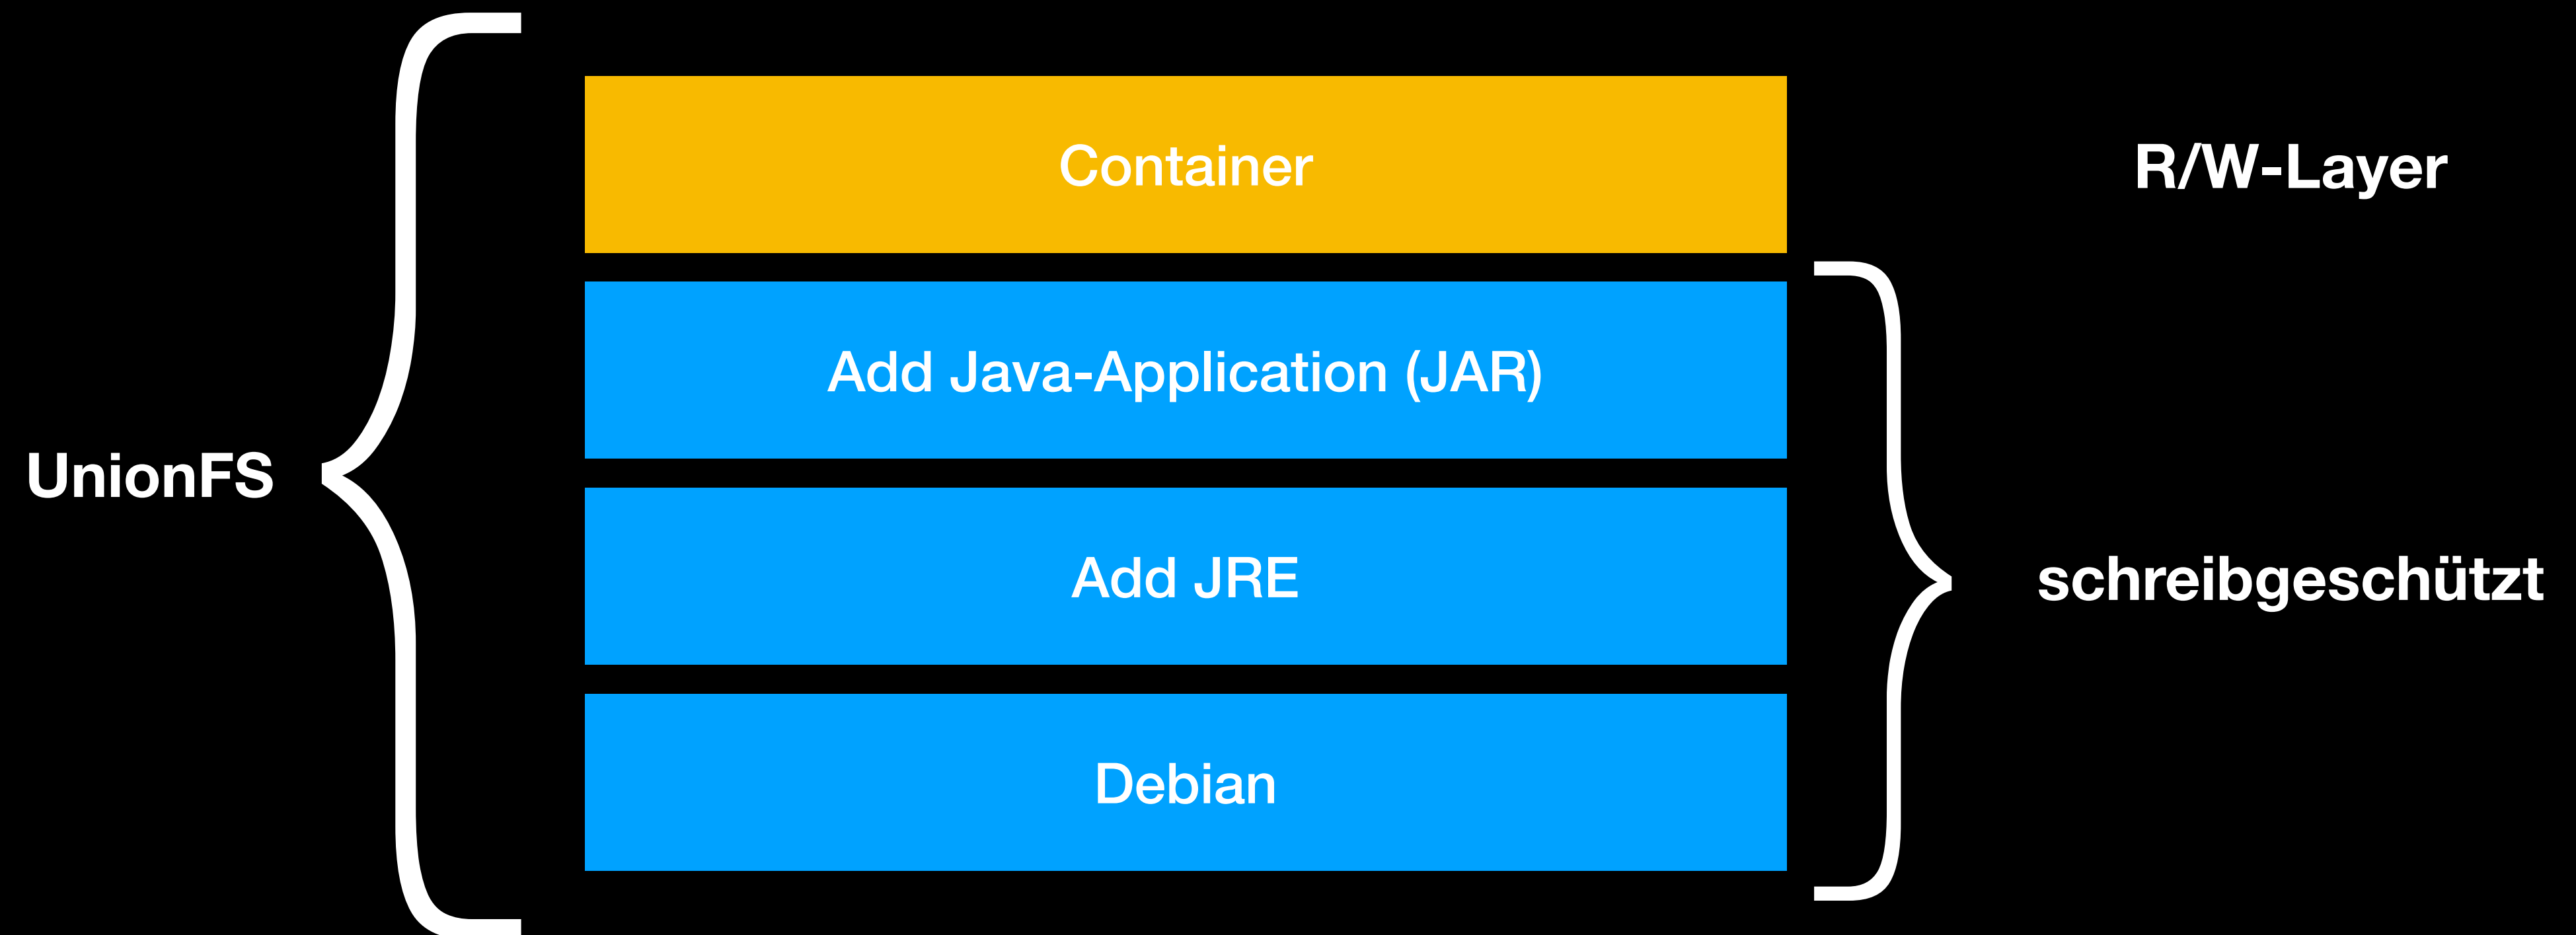 Container
R/W-Layer
Add Java-Application (JAR)
UnionFS
Add JRE
schreibgeschützt
Debian